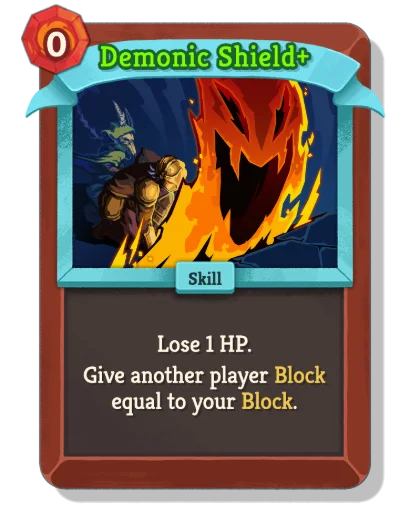 0
Demonic Shield+
Skill
Lose 1 HP.
Give another player Block
equal to your Block.